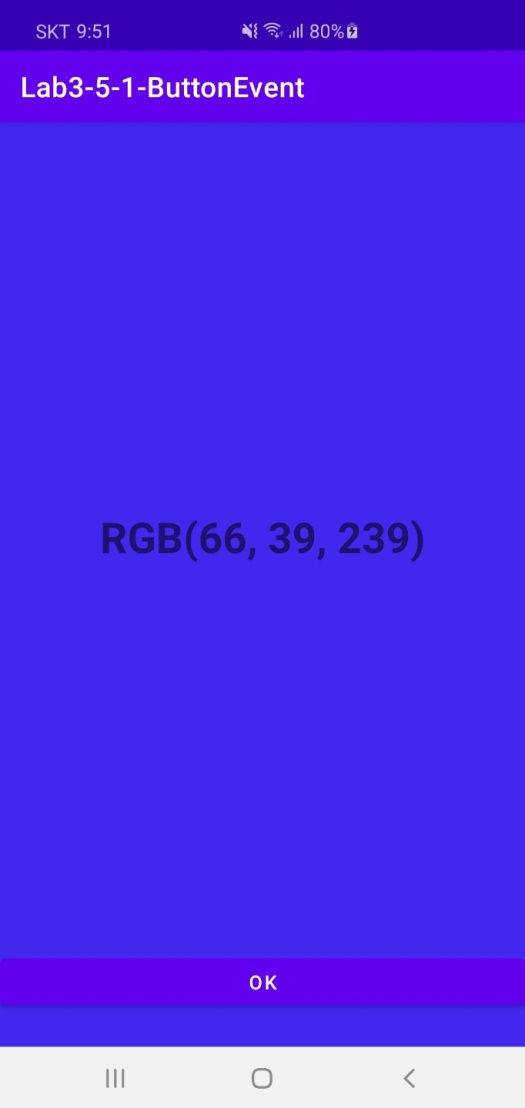 SKT 9:51 80%
Lab3-5-1-ButtonEvent
RGB(66, 39, 239)
OK